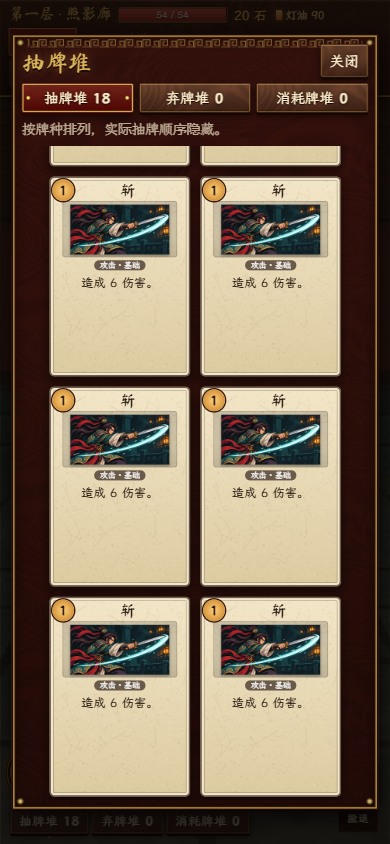 第一层·照影廊 54/54 20 石 灯油 90
抽牌堆 关闭
抽牌堆 18 弃牌堆 0 消耗牌堆 0
按牌种排列，实际抽牌顺序隐藏。
1 斩 1 斩
攻击·基础 攻击·基础
造成 6 伤害。 造成 6 伤害。
1 斩 1 斩
攻击·基础 攻击·基础
造成 6 伤害。 造成 6 伤害。
1 斩 1 斩
攻击·基础 攻击·基础
造成 6 伤害。 造成 6 伤害。
抽牌堆 18 弃牌堆 0 消耗牌堆 0